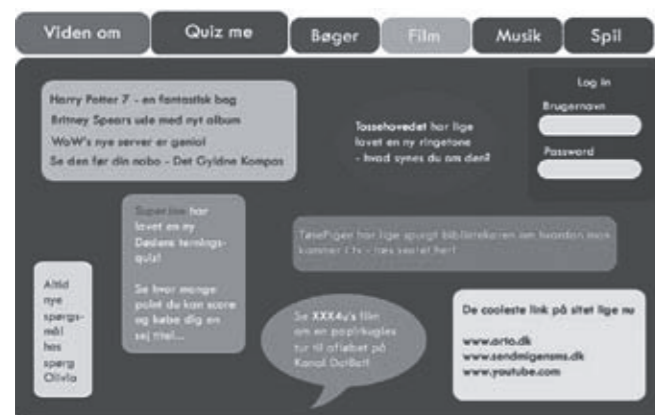 Viden om
Quiz me
Bøger
Film
Musik
Spil
Log in
Brugernavn
Password
Harry Potter 7 - en fantastisk bog
Britney Spears ude med nyt album
WoW's nye server er genial
Se den før din nabo - Det Gyldne Kompas
Tossehovedet har lige
lavet en ny ringetone
- hvad synes du om den?
har
lavet en ny
Dødens ternings-
quiz!
Se hvor mange
point du kan score
og købe dig en
sej titel...
TøsePigen har lige spurgt bibliotekaren om hvordan man
kommer i tv - læs svaret her!
Altid
nye
spørgs-
mål
hos
spørg
Olivia
Se XXX4u's film
om en papirkugles
tur til afløbet på
Kanal
De cooleste link på sitet lige nu
www.arto.dk
www.sendmigensms.dk
www.youtube.com